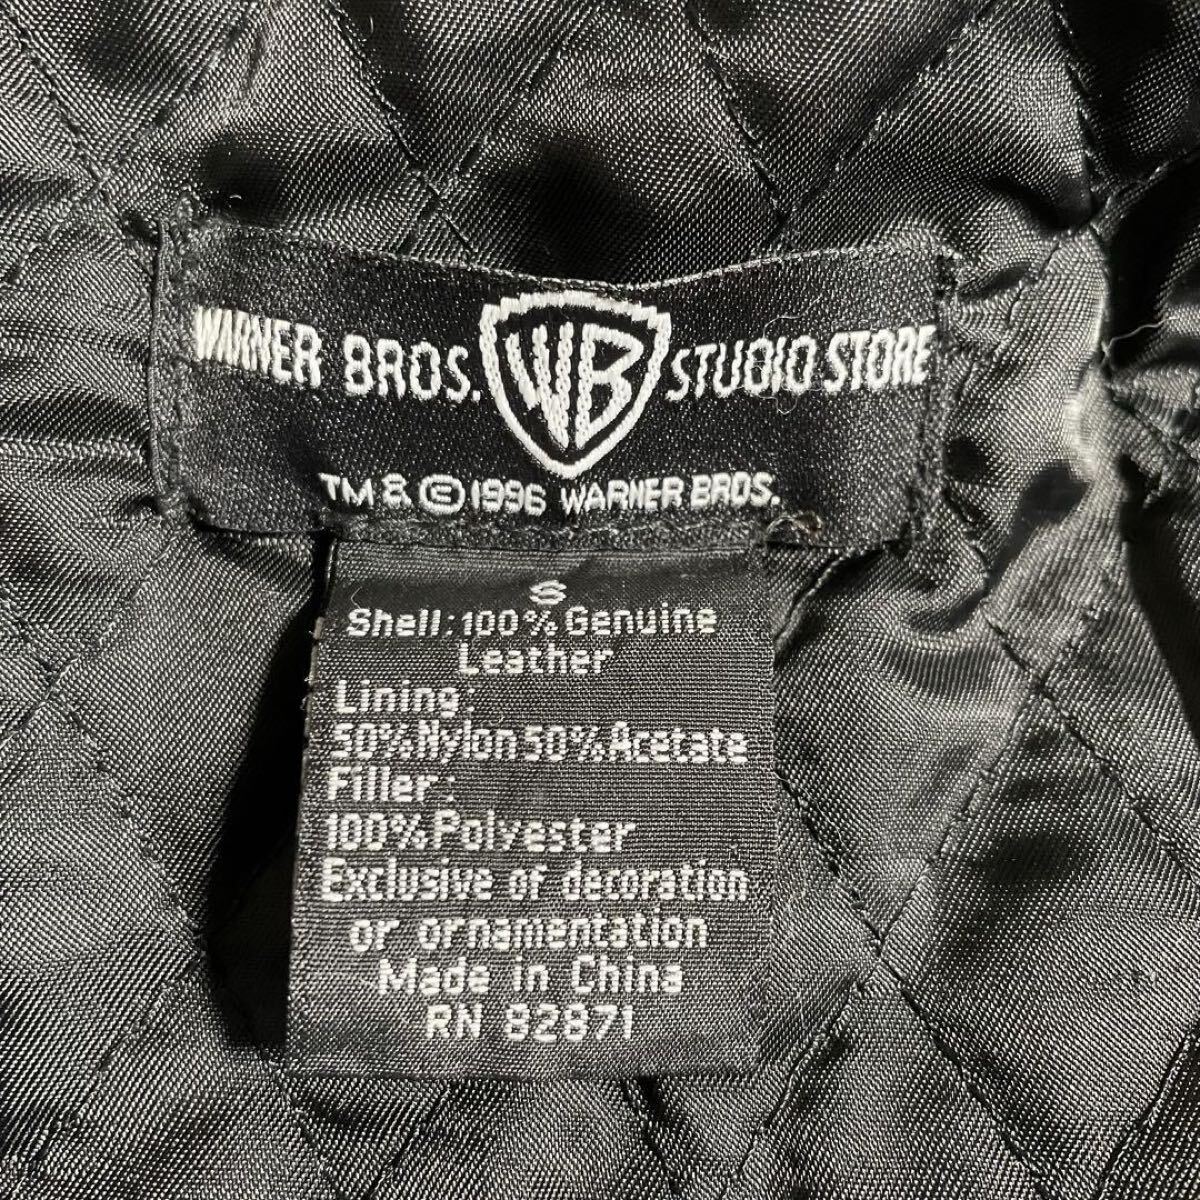 WARNER BROS. WB STUDIO STORE
TM & © 1996 WARNER BROS.
S
Shell: 100% Genuine
Leather
Lining:
50% Nylon 50% Acetate
Filler:
100% Polyester
Exclusive of decoration
or ornamentation
Made in China
RN 82871